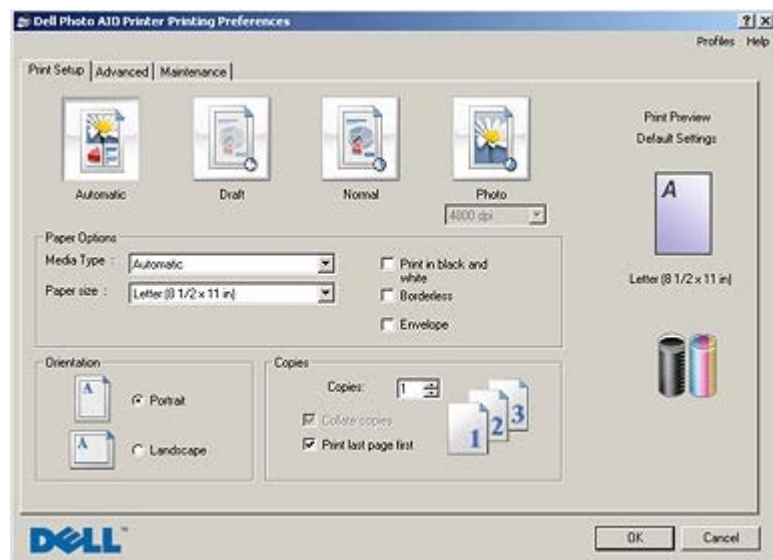 Dell Photo AIO Printer Printing Preferences
? X
Profiles Help
Print Setup Advanced Maintenance
Automatic
Draft
Normal
Photo
4800 dpi
Print Preview
Default Settings
A
Letter (8 1/2 x 11 in)
Paper Options
Media Type : Automatic
Paper size : Letter (8 1/2 x 11 in)
Print in black and
white
Borderless
Envelope
Orientation
A
Portrait
A
Landscape
Copies
Copies: 1
Collate copies
Print last page first
1 2 3
DELL™
OK Cancel